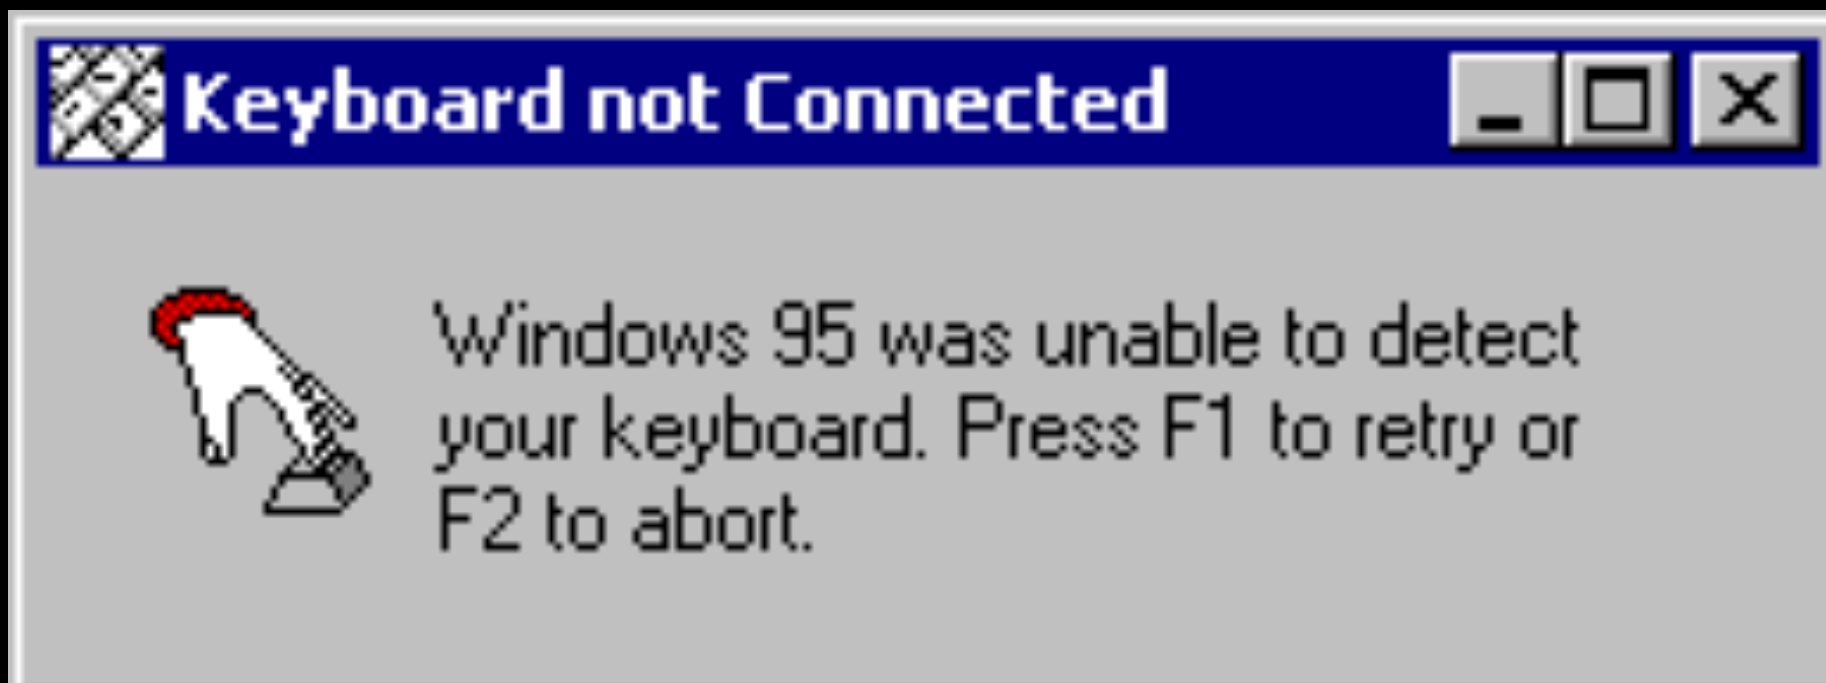 Keyboard not Connected
Windows 95 was unable to detect
your keyboard. Press F1 to retry or
F2 to abort.